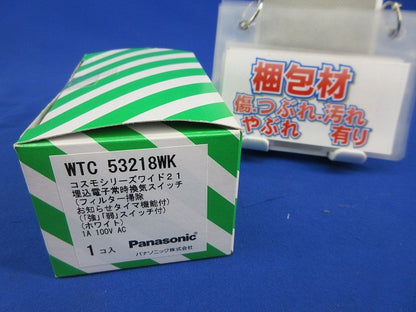 WTC 53218WK
コスモシリーズワイド21
埋込電子常時換気スイッチ
(フィルター掃除
お知らせタイマ機能付)
(「強」「弱」スイッチ付)
(ホワイト)
1A 100V AC
1コ入
Panasonic
パナソニック株式会社
梱包材
傷、つぶれ、汚れ
やぶれ 有り